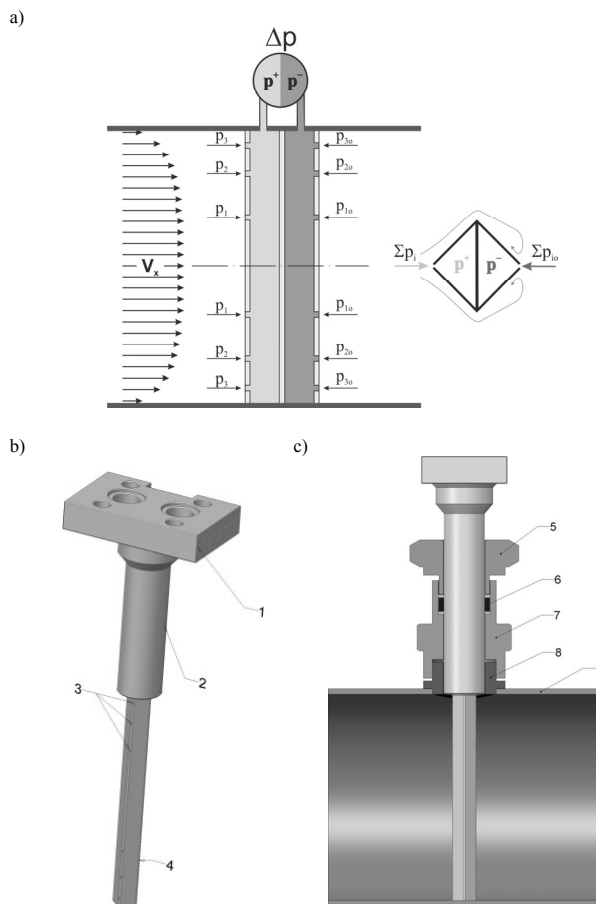 a)
Δp
p⁺ p⁻
p₃ p₃ₒ
p₂ p₂ₒ
p₁ p₁ₒ
Vₓ
Σpᵢ p⁺ p⁻ Σpᵢₒ
p₁ p₁ₒ
p₂ p₂ₒ
p₃ p₃ₒ
b)
c)
1
2
3
4
5
6
7
8